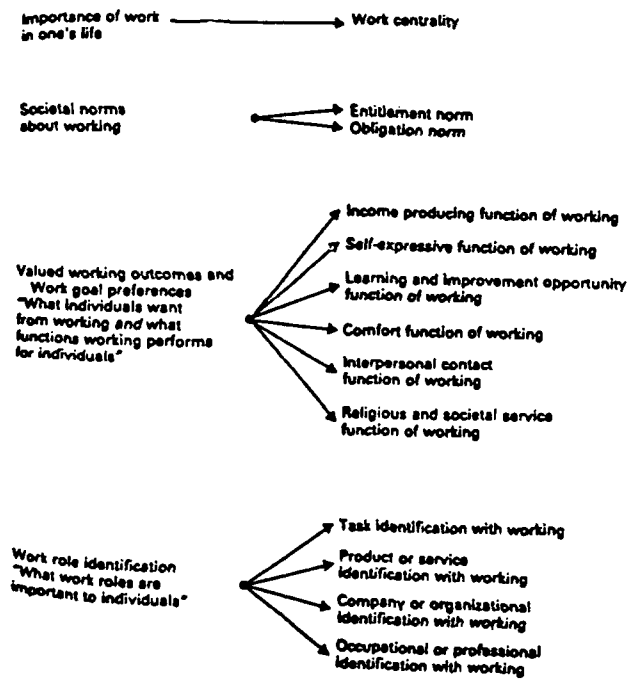 Importance of work
in one's life
Work centrality
Societal norms
about working
Entitlement norm
Obligation norm
Valued working outcomes and
Work goal preferences
"What individuals want
from working and what
functions working performs
for individuals"
Income producing function of working
Self-expressive function of working
Learning and improvement opportunity
function of working
Comfort function of working
Interpersonal contact
function of working
Religious and societal service
function of working
Work role identification
"What work roles are
important to individuals"
Task identification with working
Product or service
identification with working
Company or organizational
identification with working
Occupational or professional
identification with working